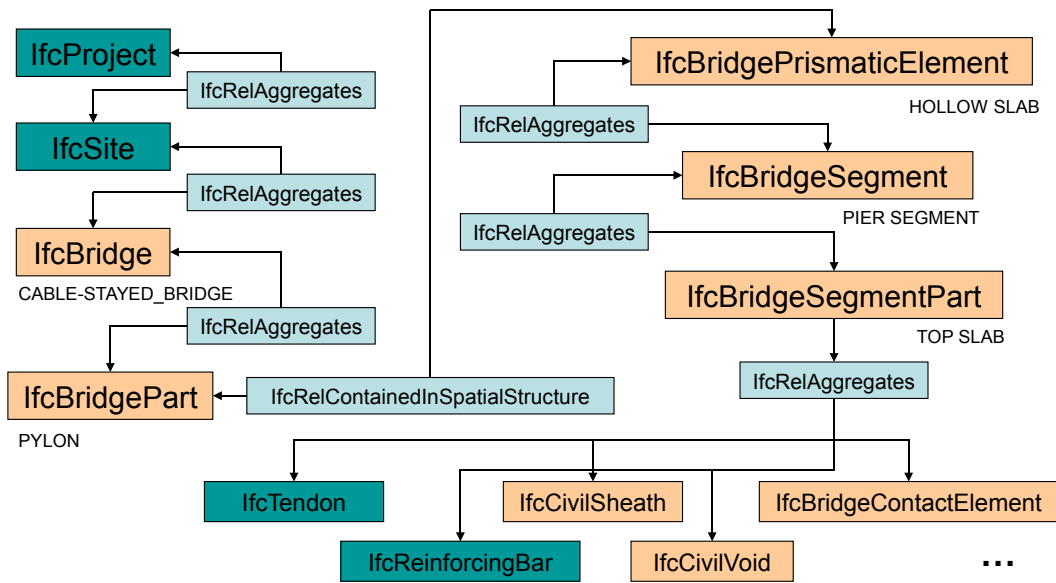 IfcProject
IfcRelAggregates
IfcSite
IfcRelAggregates
IfcBridge
CABLE-STAYED_BRIDGE
IfcRelAggregates
IfcBridgePart
PYLON
IfcRelContainedInSpatialStructure
IfcBridgePrismaticElement
HOLLOW SLAB
IfcRelAggregates
IfcBridgeSegment
PIER SEGMENT
IfcRelAggregates
IfcBridgeSegmentPart
TOP SLAB
IfcRelAggregates
IfcTendon
IfcCivilSheath
IfcBridgeContactElement
IfcReinforcingBar
IfcCivilVoid
...